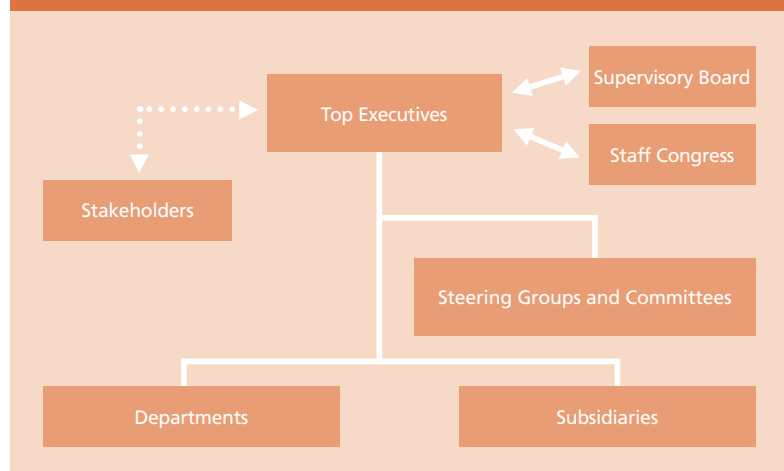 Supervisory Board
Top Executives
Staff Congress
Stakeholders
Steering Groups and Committees
Departments
Subsidiaries